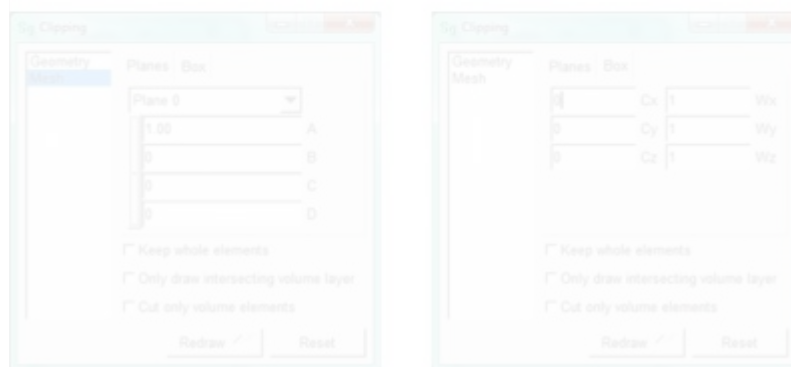 Clipping
Geometry
Mesh
Planes Box
Plane 0
1.00 A
0 B
0 C
0 D
Keep whole elements
Only draw intersecting volume layer
Cut only volume elements
Redraw Reset
Clipping
Geometry
Mesh
Planes Box
0 Cx 1 Wx
0 Cy 1 Wy
0 Cz 1 Wz
Keep whole elements
Only draw intersecting volume layer
Cut only volume elements
Redraw Reset